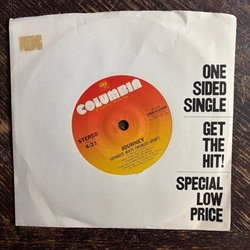 COLUMBIA
STEREO
4:21
JOURNEY
ONE
SIDED
SINGLE
GET
THE
HIT!
SPECIAL
LOW
PRICE